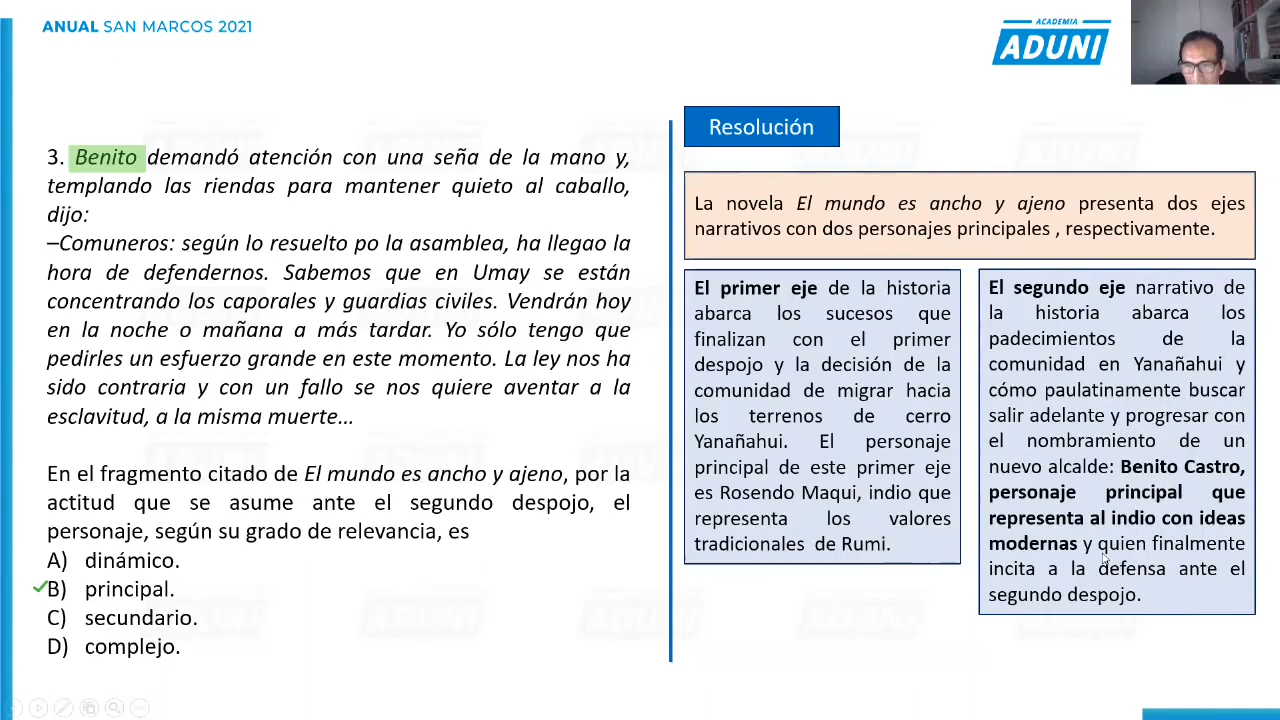 ANUAL SAN MARCOS 2021
ACADEMIA
ADUNI
3. Benito demandó atención con una seña de la mano y,
templando las riendas para mantener quieto al caballo,
dijo:
–Comuneros: según lo resuelto po la asamblea, ha llegao la
hora de defendernos. Sabemos que en Umay se están
concentrando los caporales y guardias civiles. Vendrán hoy
en la noche o mañana a más tardar. Yo sólo tengo que
pedirles un esfuerzo grande en este momento. La ley nos ha
sido contraria y con un fallo se nos quiere aventar a la
esclavitud, a la misma muerte…
En el fragmento citado de El mundo es ancho y ajeno, por la
actitud que se asume ante el segundo despojo, el
personaje, según su grado de relevancia, es
A) dinámico.
B) principal.
C) secundario.
D) complejo.
Resolución
La novela El mundo es ancho y ajeno presenta dos ejes
narrativos con dos personajes principales , respectivamente.
El primer eje de la historia
abarca los sucesos que
finalizan con el primer
despojo y la decisión de la
comunidad de migrar hacia
los terrenos de cerro
Yanañahui. El personaje
principal de este primer eje
es Rosendo Maqui, indio que
representa los valores
tradicionales de Rumi.
El segundo eje narrativo de
la historia abarca los
padecimientos de la
comunidad en Yanañahui y
cómo paulatinamente buscar
salir adelante y progresar con
el nombramiento de un
nuevo alcalde: Benito Castro,
personaje principal que
representa al indio con ideas
modernas y quien finalmente
incita a la defensa ante el
segundo despojo.